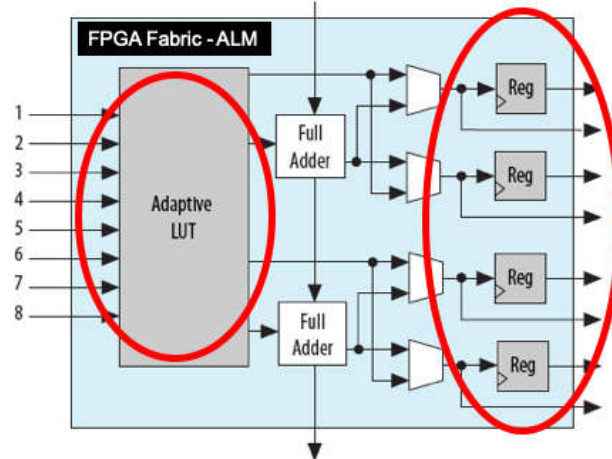 FPGA Fabric - ALM
1
2
3
4
5
6
7
8
Adaptive
LUT
Full
Adder
Full
Adder
Reg
Reg
Reg
Reg